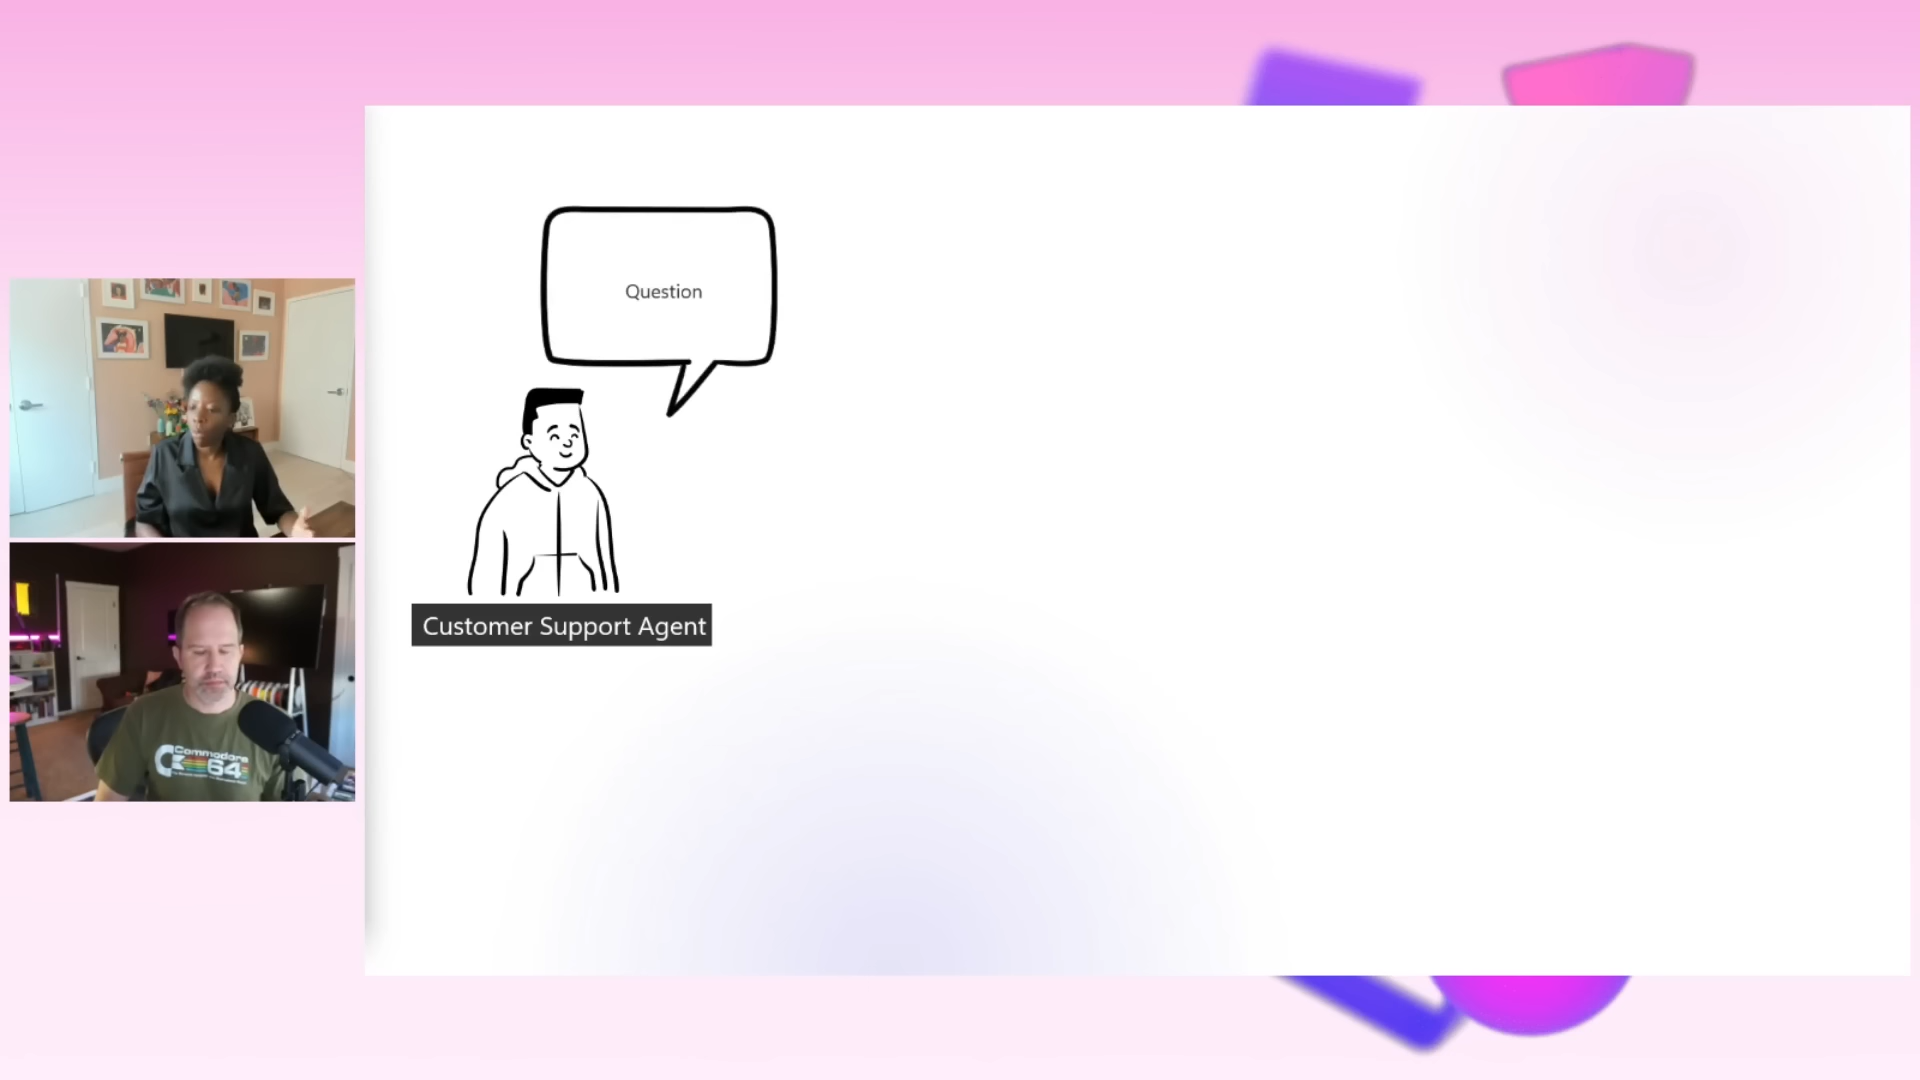 Question
Customer Support Agent
Commodore
64